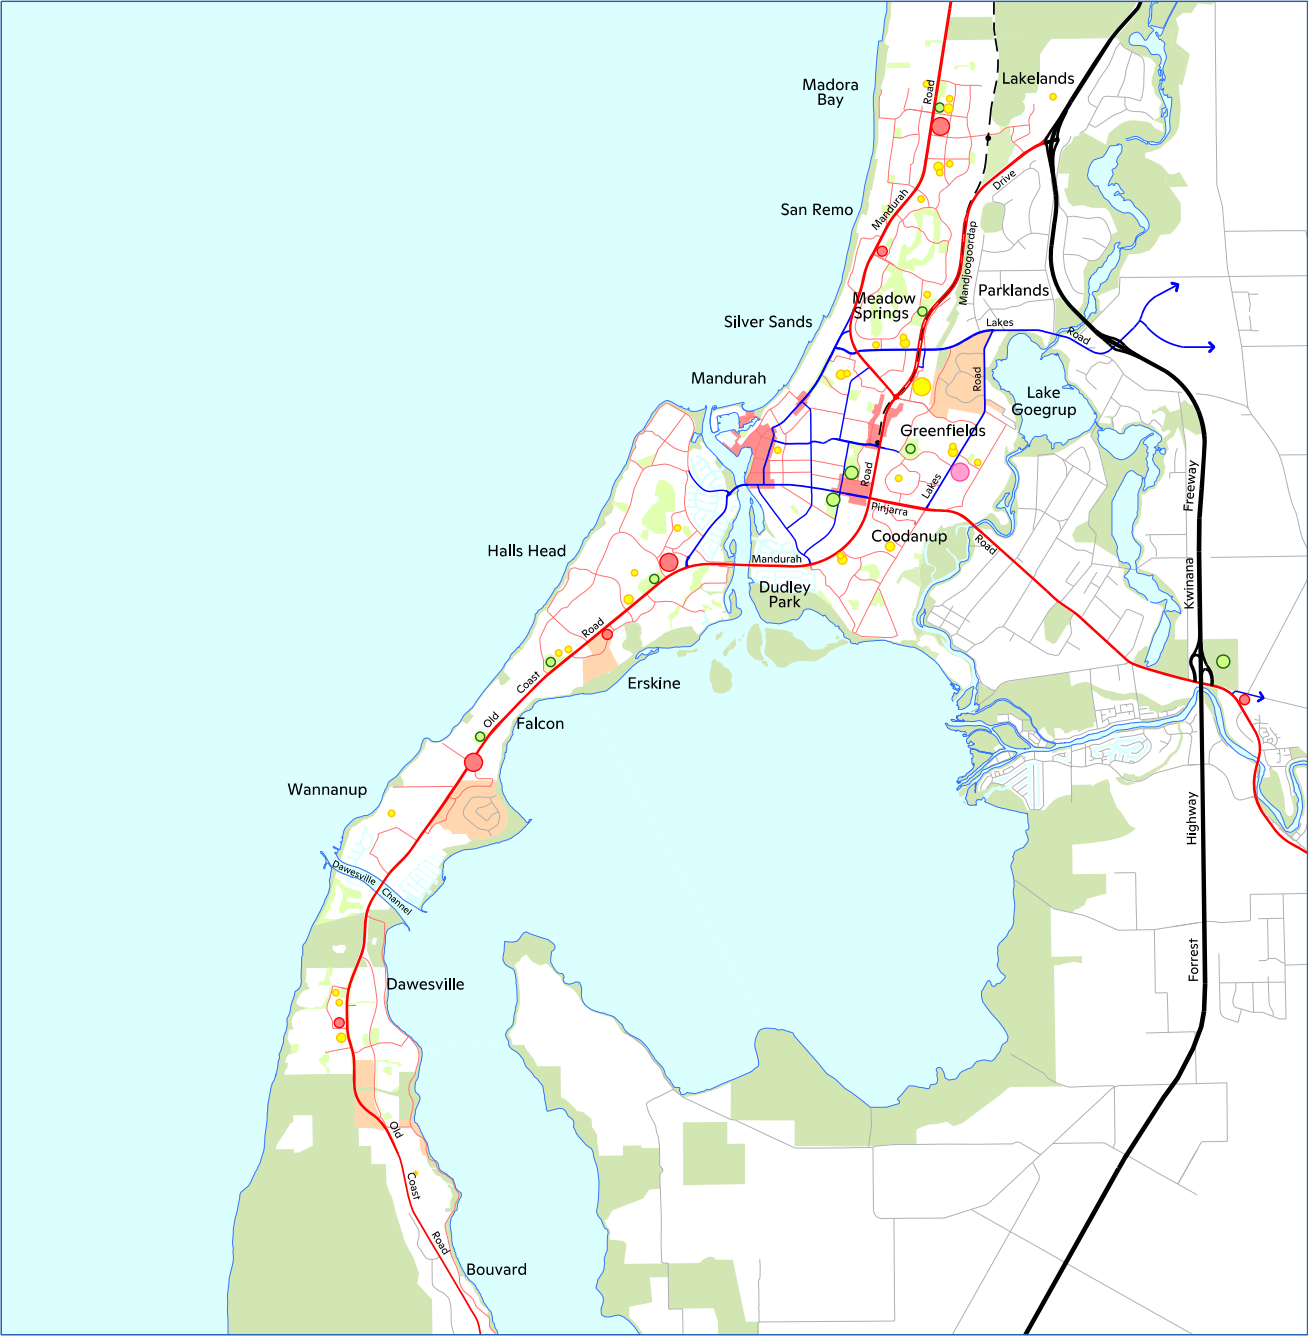 Lakelands
Madora
Bay
Road
Drive
Mandurah
San Remo
Mandjoogoordap
Parklands
Meadow
Springs
Silver Sands
Lakes
Road
Mandurah
Road
Lake
Goegrup
Greenfields
Road
Lakes
Freeway
Pinjarra
Road
Coodanup
Halls Head
Mandurah
Kwinana
Dudley
Park
Road
Erskine
Coast
Old
Falcon
Wannanup
Highway
Dawesville
Channel
Forrest
Dawesville
Old
Coast
Road
Bouvard